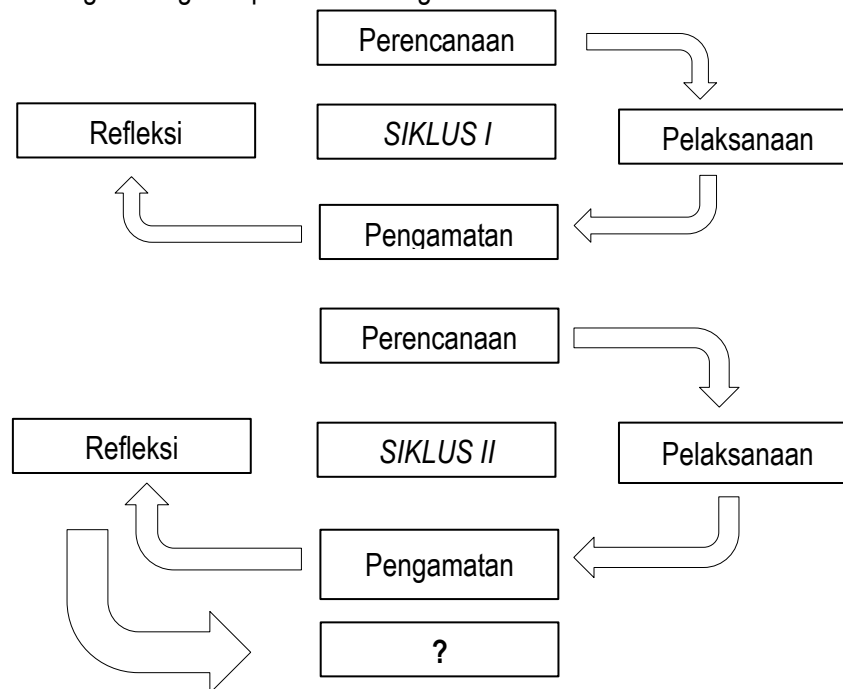 Perencanaan
Refleksi
SIKLUS I
Pelaksanaan
Pengamatan
Perencanaan
Refleksi
SIKLUS II
Pelaksanaan
Pengamatan
?